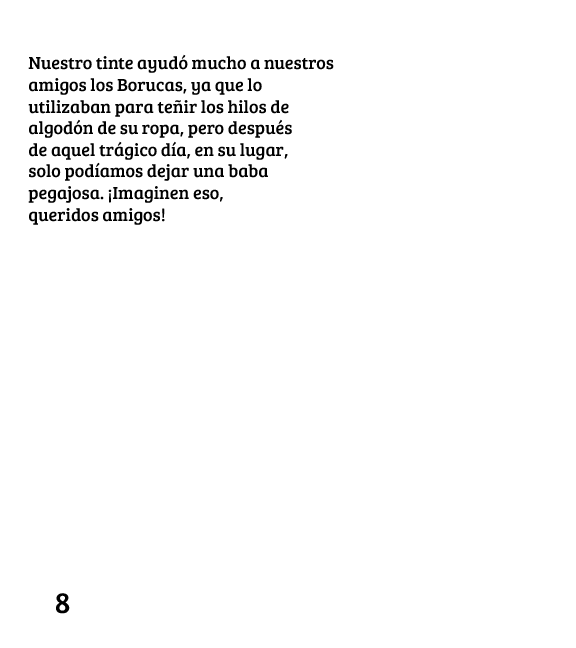 Nuestro tinte ayudó mucho a nuestros
amigos los Borucas, ya que lo
utilizaban para teñir los hilos de
algodón de su ropa, pero después
de aquel trágico día, en su lugar,
solo podíamos dejar una baba
pegajosa. ¡Imaginen eso,
queridos amigos!
8